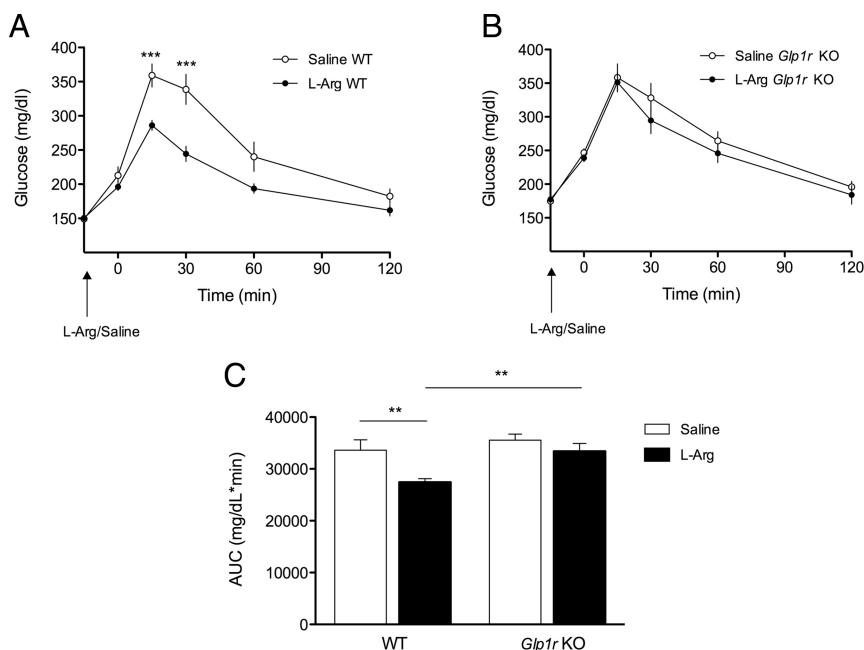 A
400
350
300
250
200
150
Glucose (mg/dl)
*** ***
Saline WT
L-Arg WT
0 30 60 90 120
Time (min)
L-Arg/Saline
B
400
350
300
250
200
150
Glucose (mg/dl)
Saline Glp1r KO
L-Arg Glp1r KO
0 30 60 90 120
Time (min)
L-Arg/Saline
C
40000
30000
20000
10000
0
AUC (mg/dL*min)
**
**
Saline
L-Arg
WT Glp1r KO